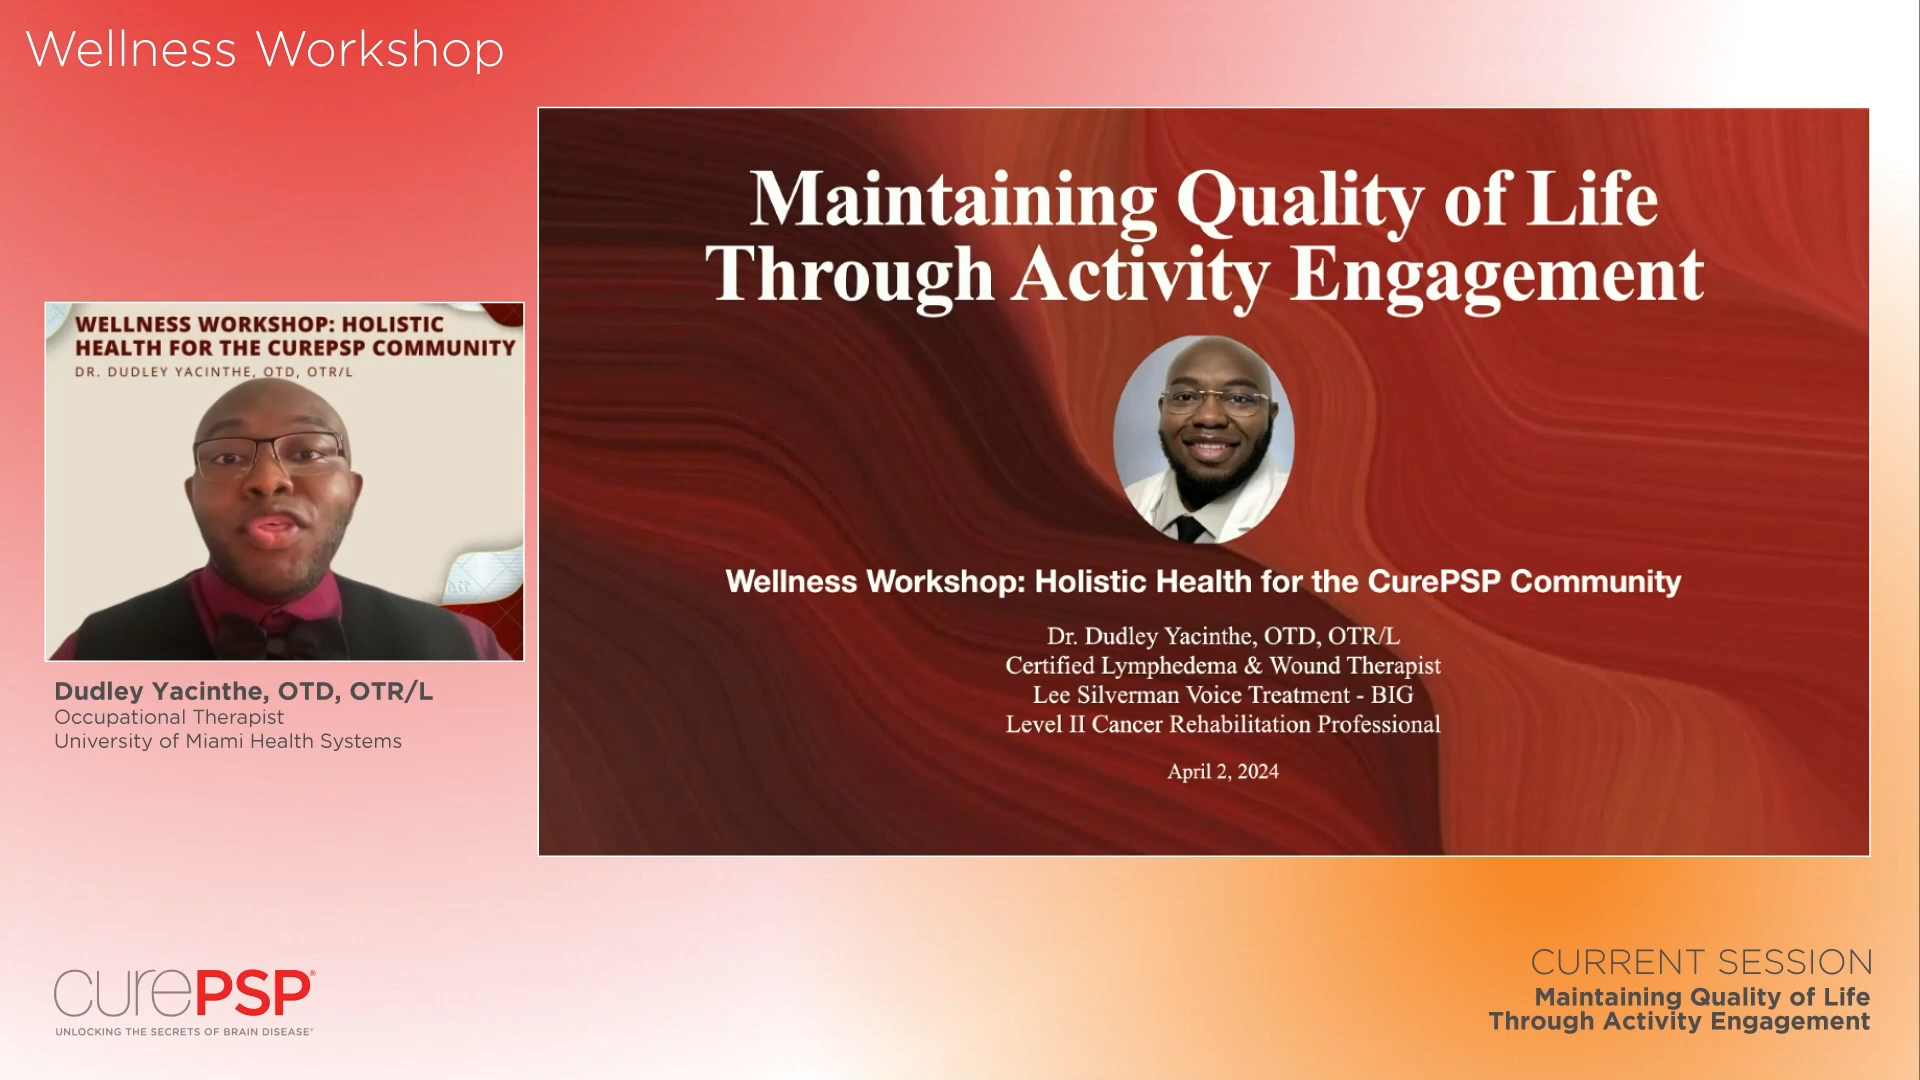 Wellness Workshop
WELLNESS WORKSHOP: HOLISTIC
HEALTH FOR THE CUREPSP COMMUNITY
DR. DUDLEY YACINTHE, OTD, OTR/L
Dudley Yacinthe, OTD, OTR/L
Occupational Therapist
University of Miami Health Systems
Maintaining Quality of Life
Through Activity Engagement
Wellness Workshop: Holistic Health for the CurePSP Community
Dr. Dudley Yacinthe, OTD, OTR/L
Certified Lymphedema & Wound Therapist
Lee Silverman Voice Treatment - BIG
Level II Cancer Rehabilitation Professional
April 2, 2024
curePSP®
UNLOCKING THE SECRETS OF BRAIN DISEASE®
CURRENT SESSION
Maintaining Quality of Life
Through Activity Engagement